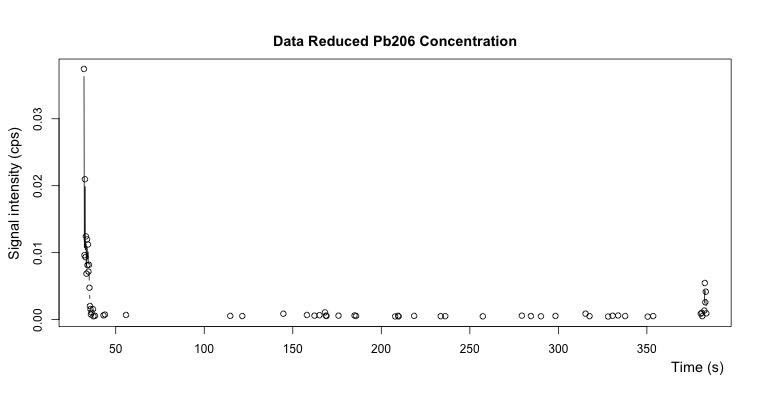 Data Reduced Pb206 Concentration
Signal intensity (cps)
0.03
0.02
0.01
0.00
50 100 150 200 250 300 350
Time (s)